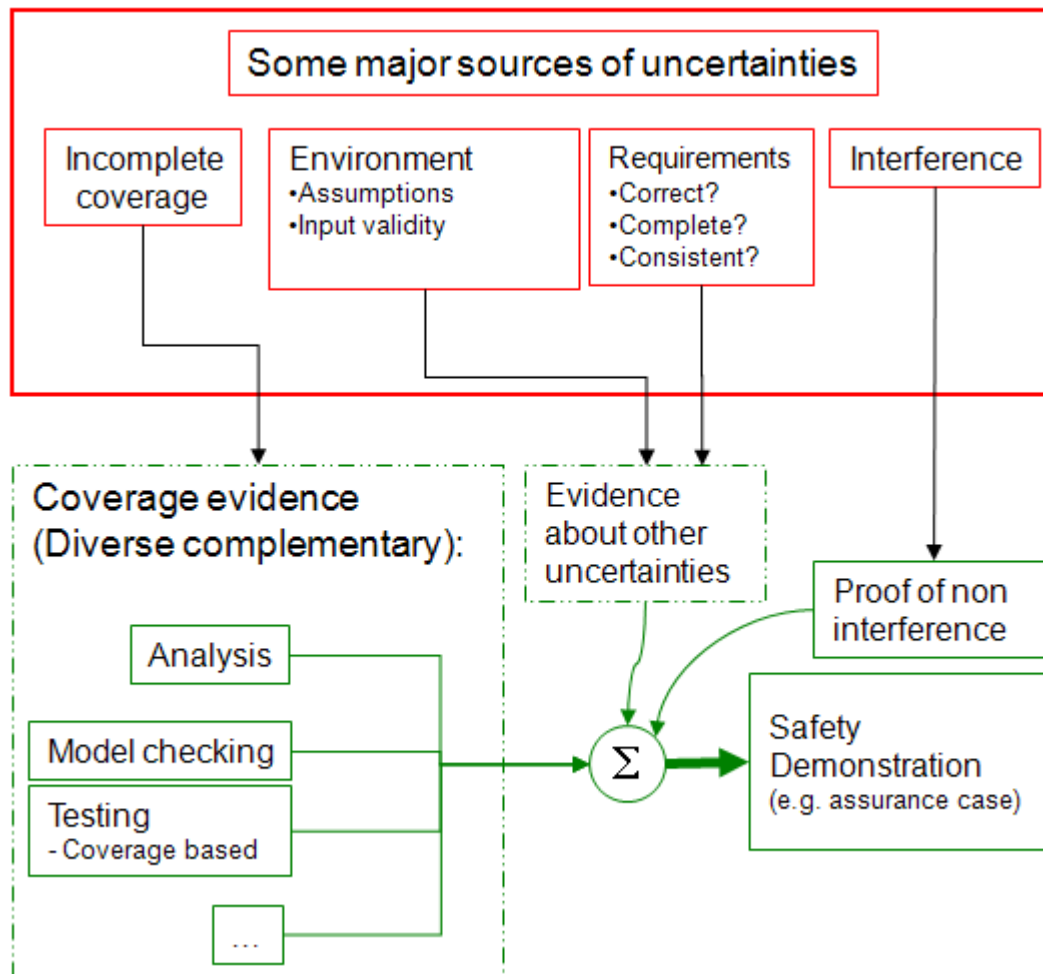 Some major sources of uncertainties
Incomplete
coverage
Environment
•Assumptions
•Input validity
Requirements
•Correct?
•Complete?
•Consistent?
Interference
Coverage evidence
(Diverse complementary):
Evidence
about other
uncertainties
Proof of non
interference
Analysis
Model checking
Testing
- Coverage based
...
Σ
Safety
Demonstration
(e.g. assurance case)